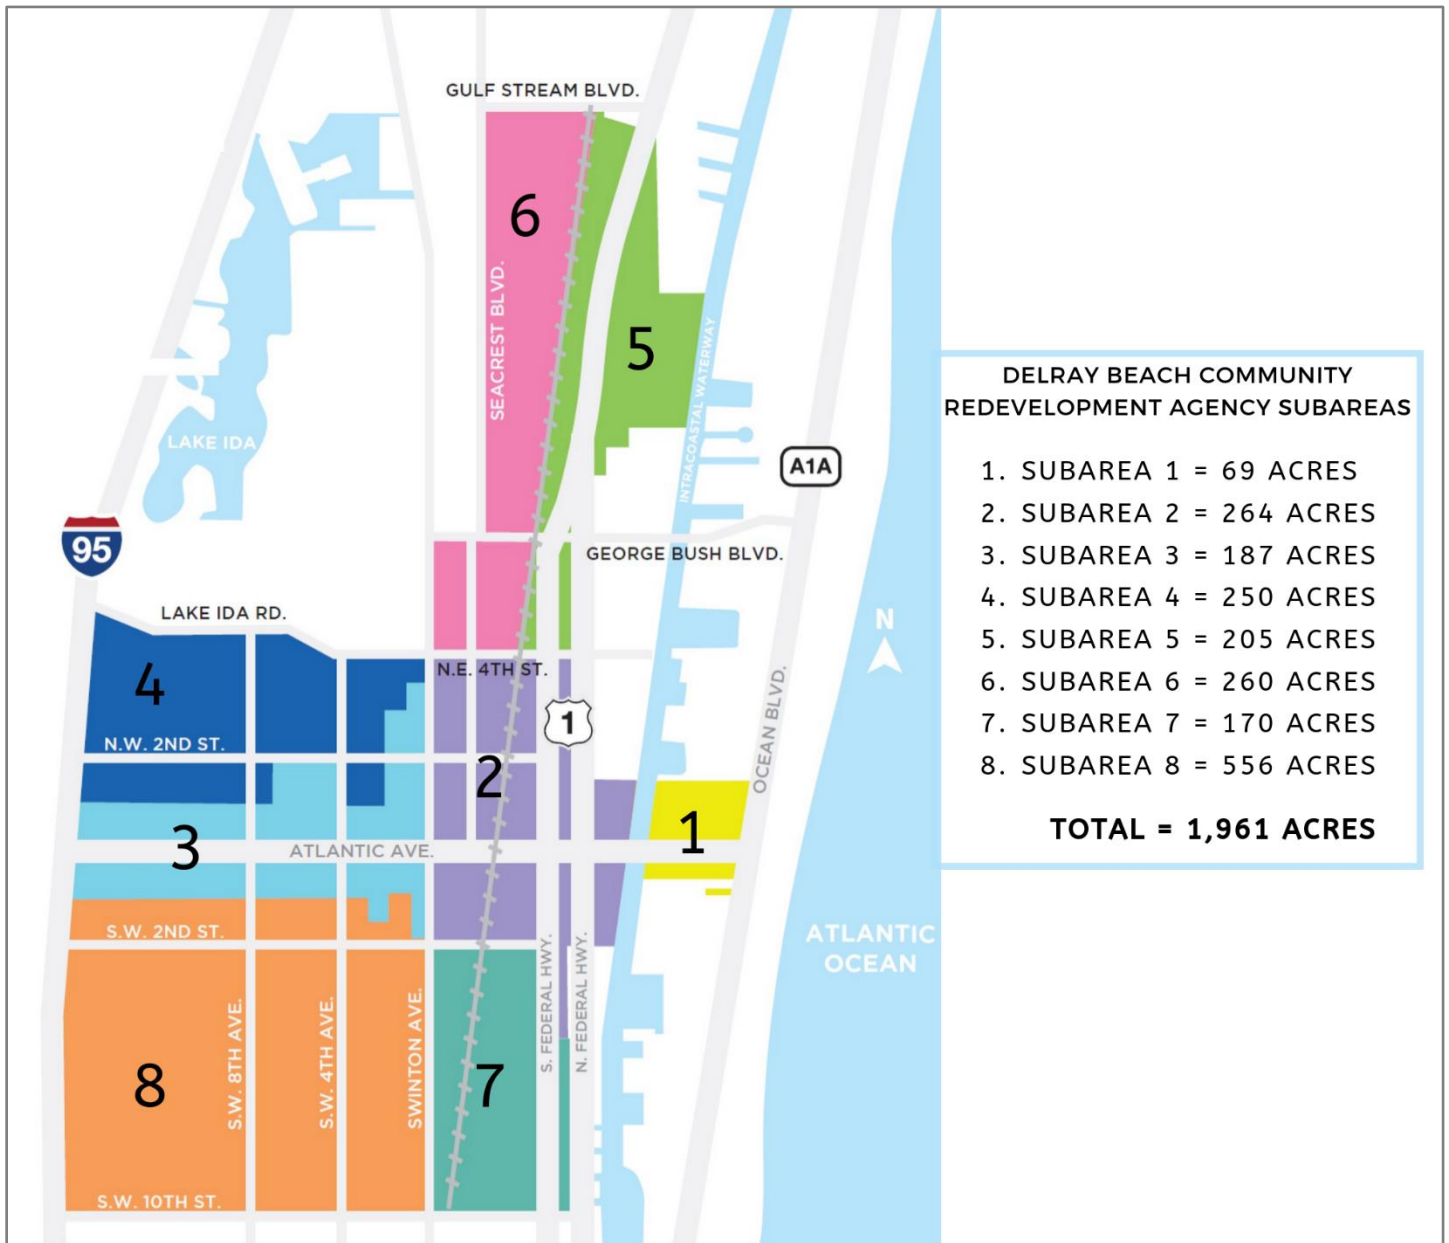 GULF STREAM BLVD.
6
SEACREST BLVD.
5
INTRACOASTAL WATERWAY
LAKE IDA
A1A
95
GEORGE BUSH BLVD.
LAKE IDA RD.
N
4
N.E. 4TH ST.
1
OCEAN BLVD.
N.W. 2ND ST.
2
3
ATLANTIC AVE.
1
S.W. 2ND ST.
ATLANTIC
OCEAN
8
S.W. 8TH AVE.
S.W. 4TH AVE.
SWINTON AVE.
7
S. FEDERAL HWY.
N. FEDERAL HWY.
S.W. 10TH ST.
DELRAY BEACH COMMUNITY
REDEVELOPMENT AGENCY SUBAREAS
1. SUBAREA 1 = 69 ACRES
2. SUBAREA 2 = 264 ACRES
3. SUBAREA 3 = 187 ACRES
4. SUBAREA 4 = 250 ACRES
5. SUBAREA 5 = 205 ACRES
6. SUBAREA 6 = 260 ACRES
7. SUBAREA 7 = 170 ACRES
8. SUBAREA 8 = 556 ACRES
TOTAL = 1,961 ACRES